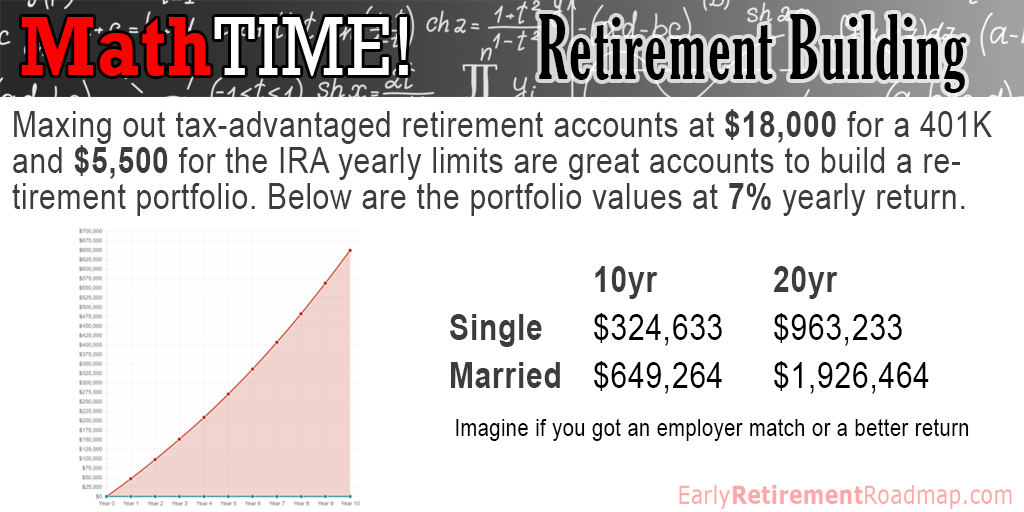 MathTIME!
Retirement Building
Maxing out tax-advantaged retirement accounts at $18,000 for a 401K
and $5,500 for the IRA yearly limits are great accounts to build a re-
tirement portfolio. Below are the portfolio values at 7% yearly return.
$700,000
$675,000
$650,000
$625,000
$600,000
$575,000
$550,000
$525,000
$500,000
$475,000
$450,000
$425,000
$400,000
$375,000
$350,000
$325,000
$300,000
$275,000
$250,000
$225,000
$200,000
$175,000
$150,000
$125,000
$100,000
$75,000
$50,000
$25,000
$0
Year 0 Year 1 Year 2 Year 3 Year 4 Year 5 Year 6 Year 7 Year 8 Year 9 Year 10
10yr 20yr
Single $324,633 $963,233
Married $649,264 $1,926,464
Imagine if you got an employer match or a better return
EarlyRetirementRoadmap.com